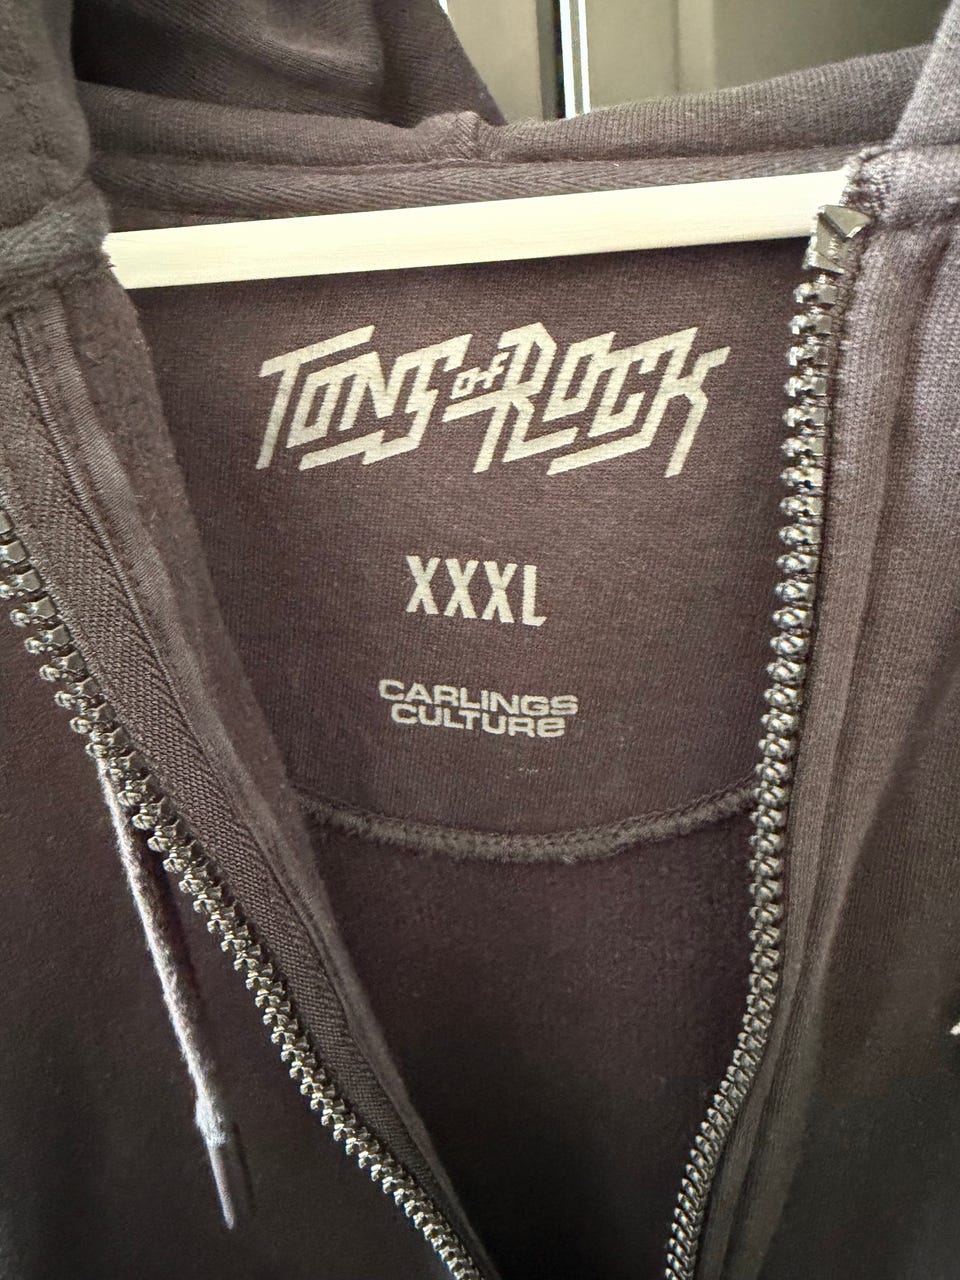 TONS OF ROCK
XXXL
CARLINGS
CULTURE